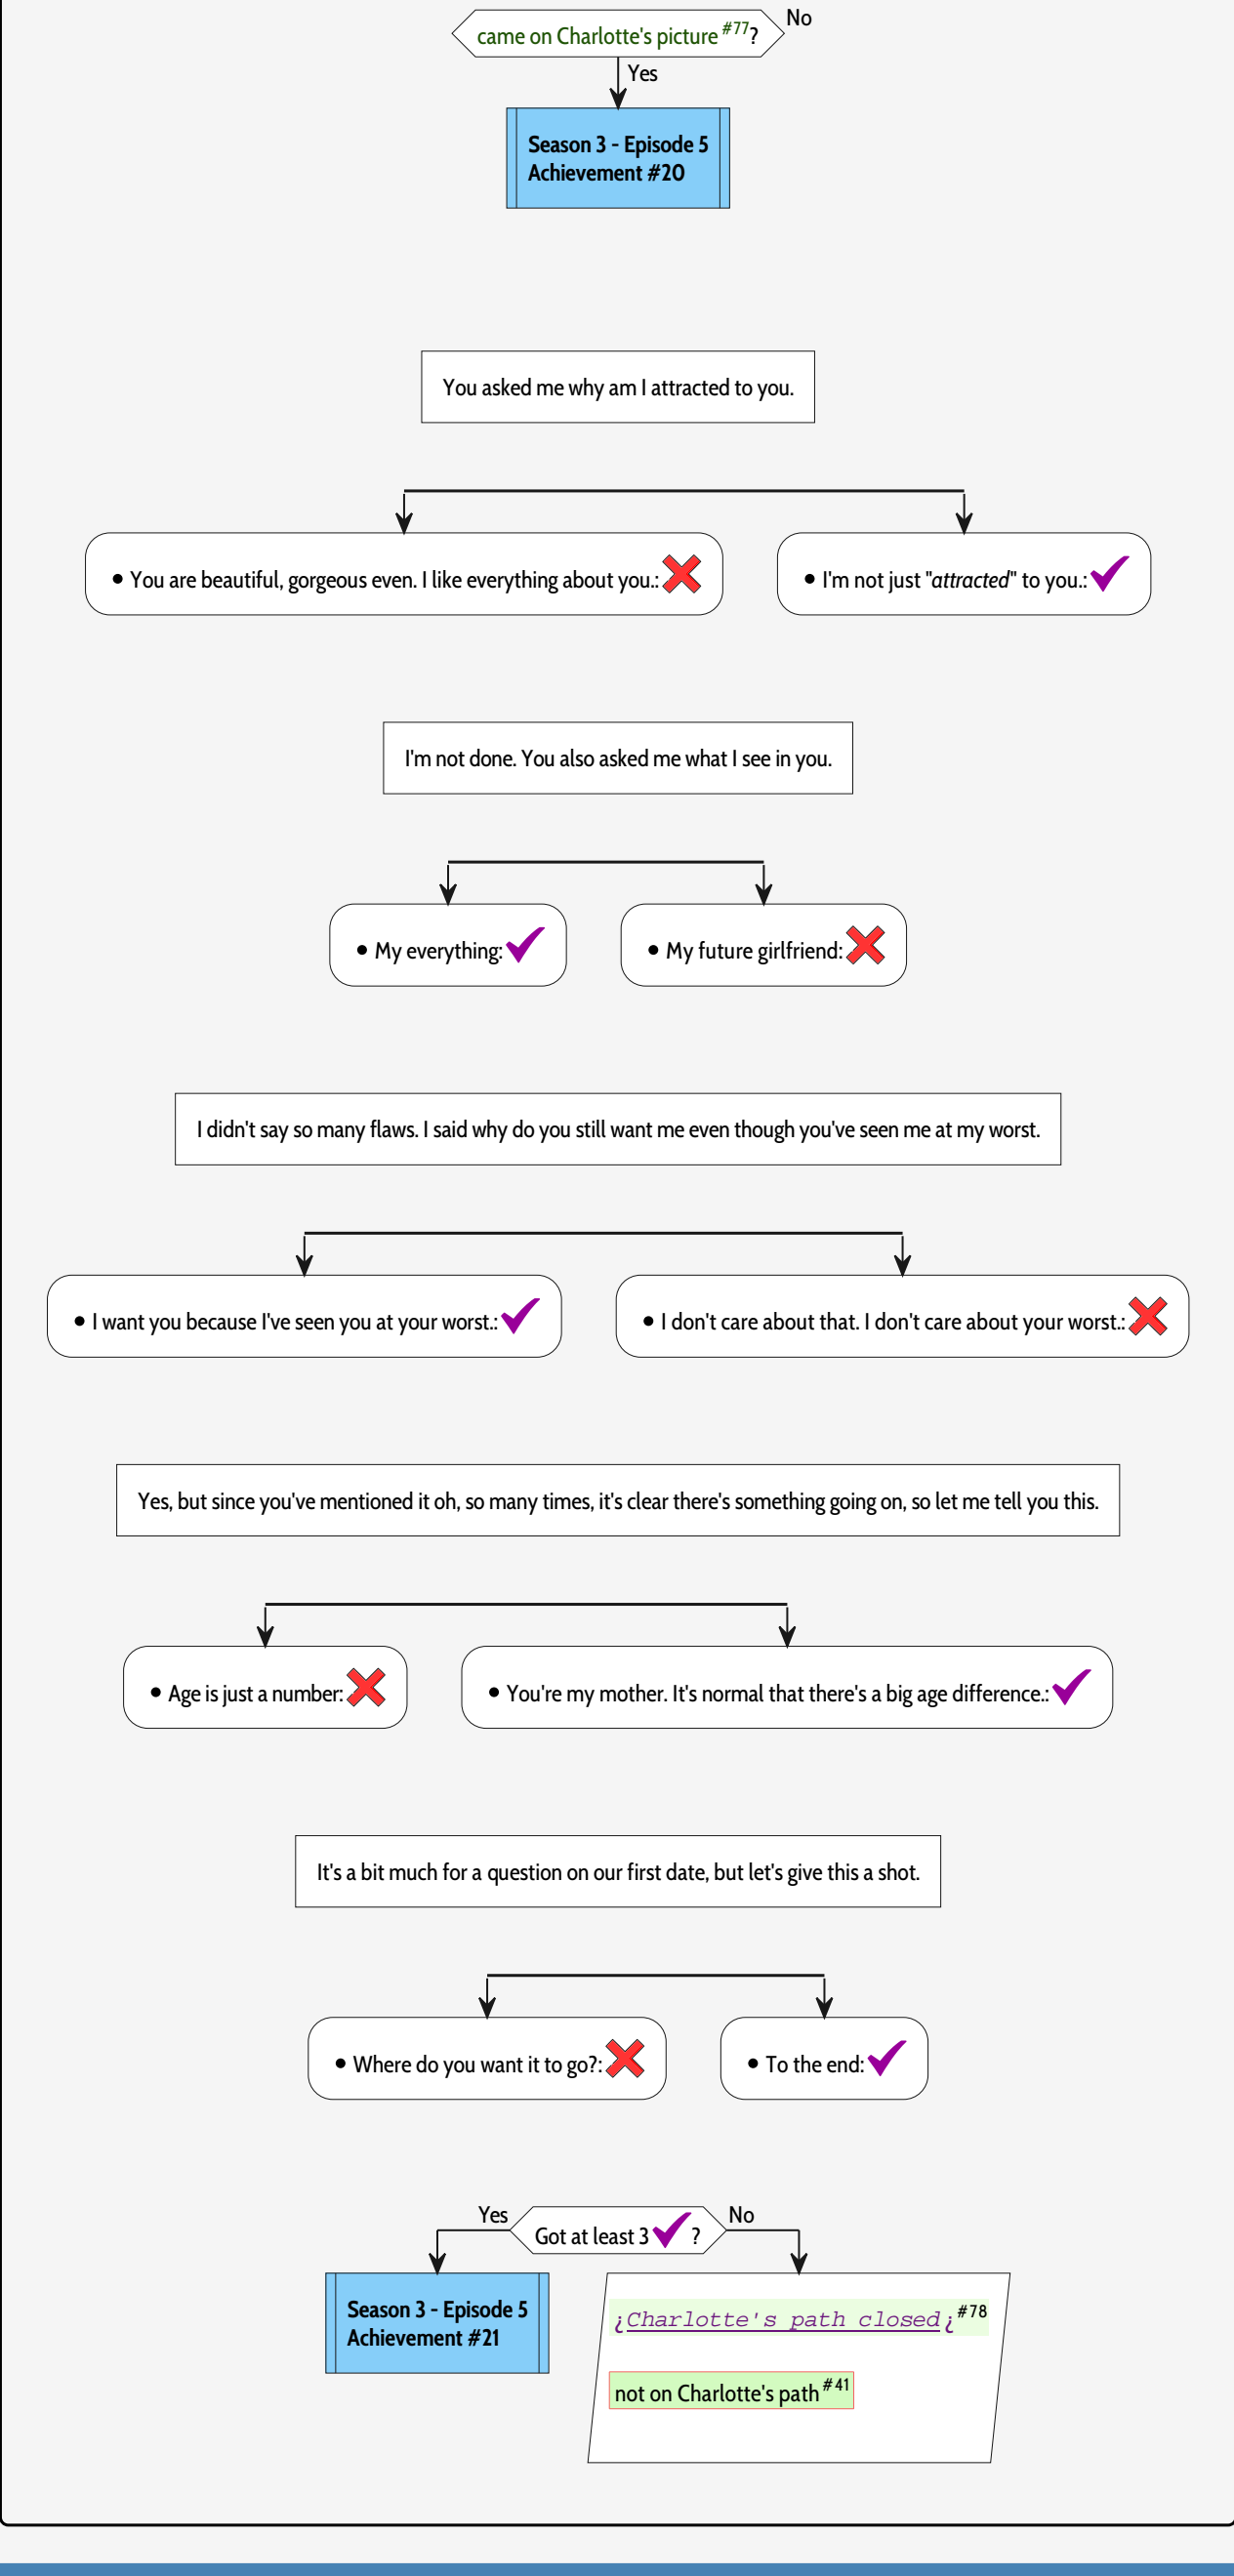 No
came on Charlotte's picture #77?
Yes
Season 3 - Episode 5
Achievement #20
You asked me why am I attracted to you.
• You are beautiful, gorgeous even. I like everything about you.: ❌
• I'm not just "attracted" to you.: ✔
I'm not done. You also asked me what I see in you.
• My everything: ✔
• My future girlfriend: ❌
I didn't say so many flaws. I said why do you still want me even though you've seen me at my worst.
• I want you because I've seen you at your worst.: ✔
• I don't care about that. I don't care about your worst.: ❌
Yes, but since you've mentioned it oh, so many times, it's clear there's something going on, so let me tell you this.
• Age is just a number: ❌
• You're my mother. It's normal that there's a big age difference.: ✔
It's a bit much for a question on our first date, but let's give this a shot.
• Where do you want it to go?: ❌
• To the end: ✔
Yes
Got at least 3 ✔ ?
No
Season 3 - Episode 5
Achievement #21
¿Charlotte's path closed¿ #78
not on Charlotte's path #41